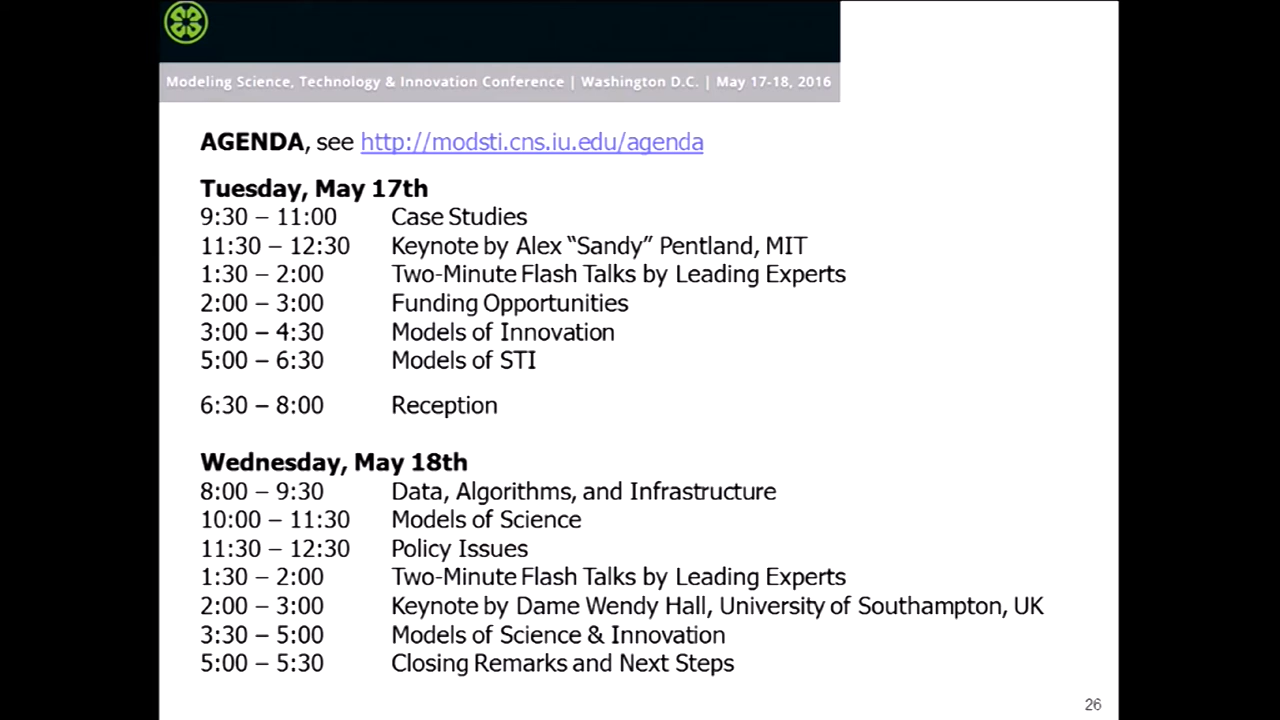 Modeling Science, Technology & Innovation Conference | Washington D.C. | May 17-18, 2016
AGENDA, see http://modsti.cns.iu.edu/agenda
Tuesday, May 17th
9:30 – 11:00 Case Studies
11:30 – 12:30 Keynote by Alex “Sandy” Pentland, MIT
1:30 – 2:00 Two-Minute Flash Talks by Leading Experts
2:00 – 3:00 Funding Opportunities
3:00 – 4:30 Models of Innovation
5:00 – 6:30 Models of STI
6:30 – 8:00 Reception
Wednesday, May 18th
8:00 – 9:30 Data, Algorithms, and Infrastructure
10:00 – 11:30 Models of Science
11:30 – 12:30 Policy Issues
1:30 – 2:00 Two-Minute Flash Talks by Leading Experts
2:00 – 3:00 Keynote by Dame Wendy Hall, University of Southampton, UK
3:30 – 5:00 Models of Science & Innovation
5:00 – 5:30 Closing Remarks and Next Steps
26